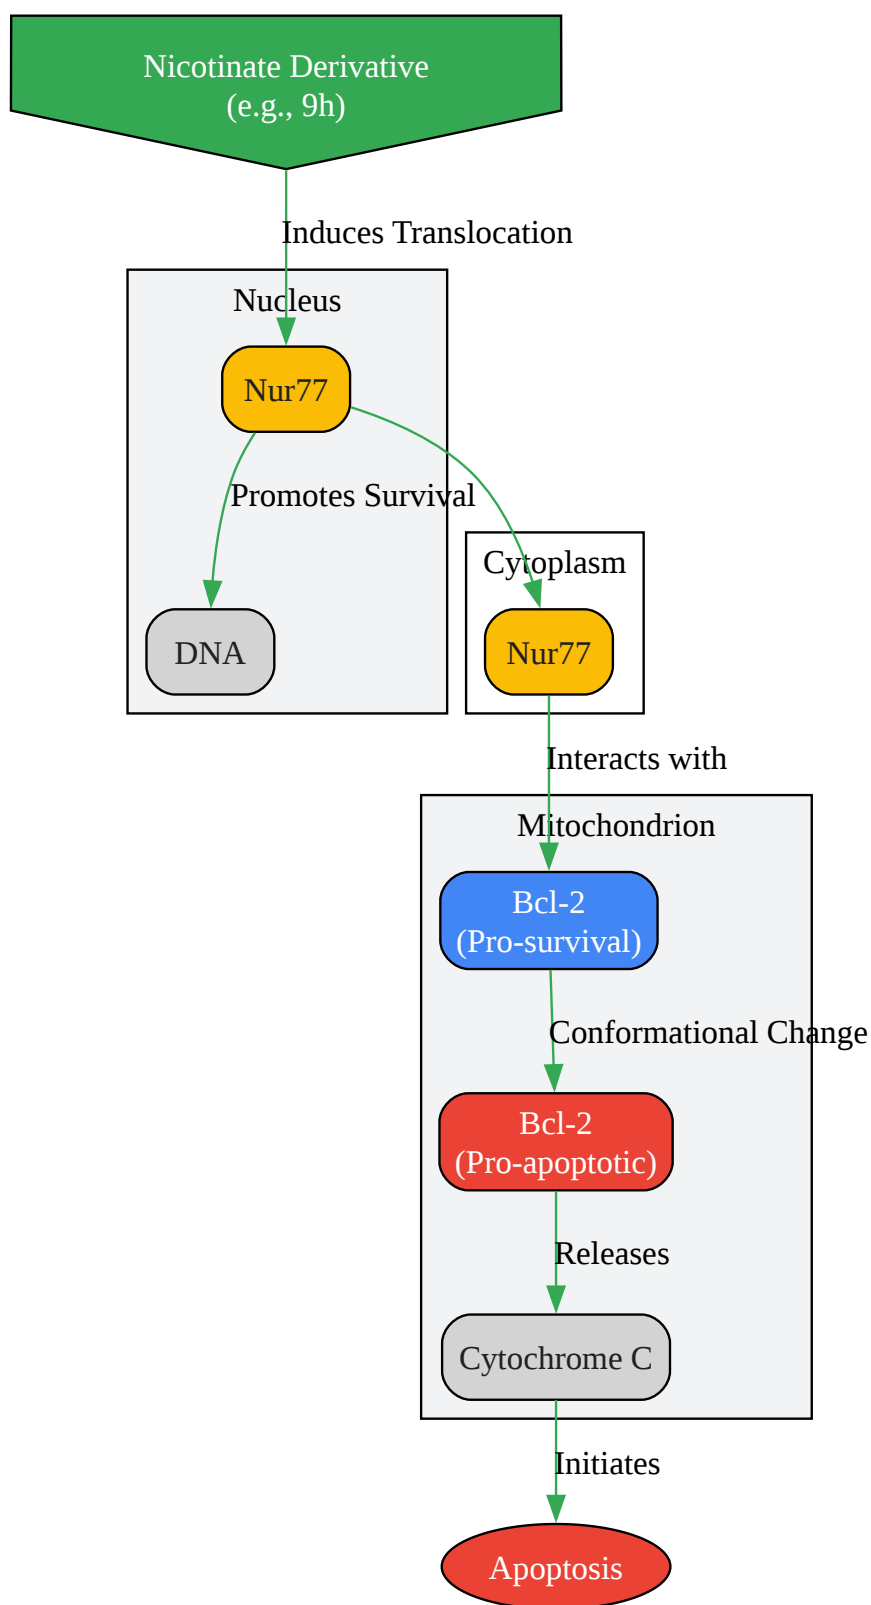 Nicotinate Derivative
(e.g., 9h)
Induces Translocation
Nucleus
Nur77
Promotes Survival
Cytoplasm
DNA
Nur77
Interacts with
Mitochondrion
Bcl-2
(Pro-survival)
Conformational Change
Bcl-2
(Pro-apoptotic)
Releases
Cytochrome C
Initiates
Apoptosis